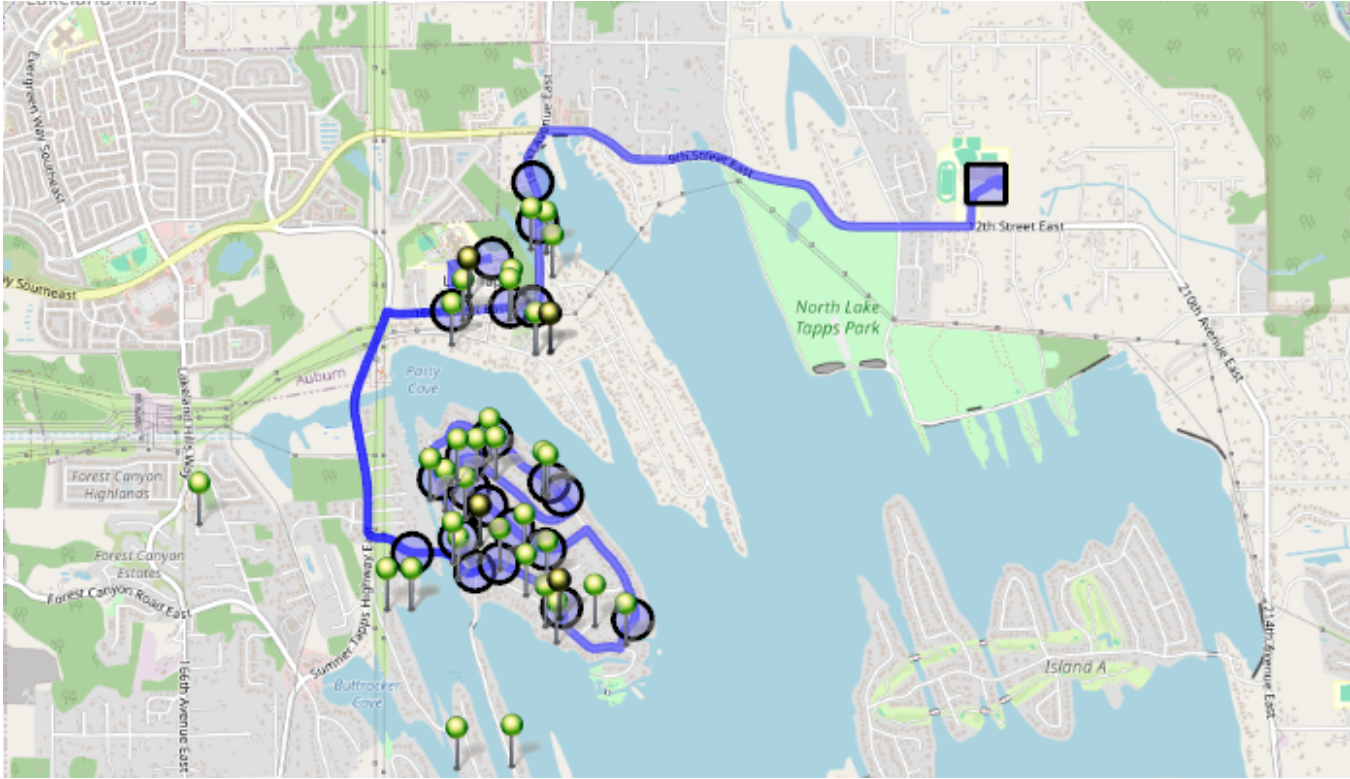 Lakeland Hills
Evergreen Way Southeast
Avenue East
9th Street East
12th Street East
y Southeast
210th Avenue East
North Lake
Tapps Park
Party
Cove
Auburn
Lakeland Hills Way
Forest Canyon
Highlands
Forest Canyon
Estates
Forest Canyon Road East
Sumner Tapps Highway E
Buttrocker
Cove
166th Avenue East
Island A
214th Avenue East